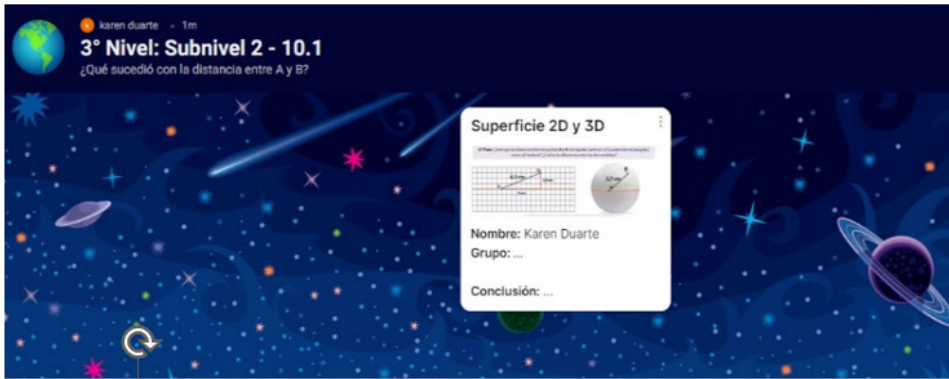 karen duarte • 1m
3° Nivel: Subnivel 2 - 10.1
¿Qué sucedió con la distancia entre A y B?
Superficie 2D y 3D
Nombre: Karen Duarte
Grupo: ...
Conclusión: ...